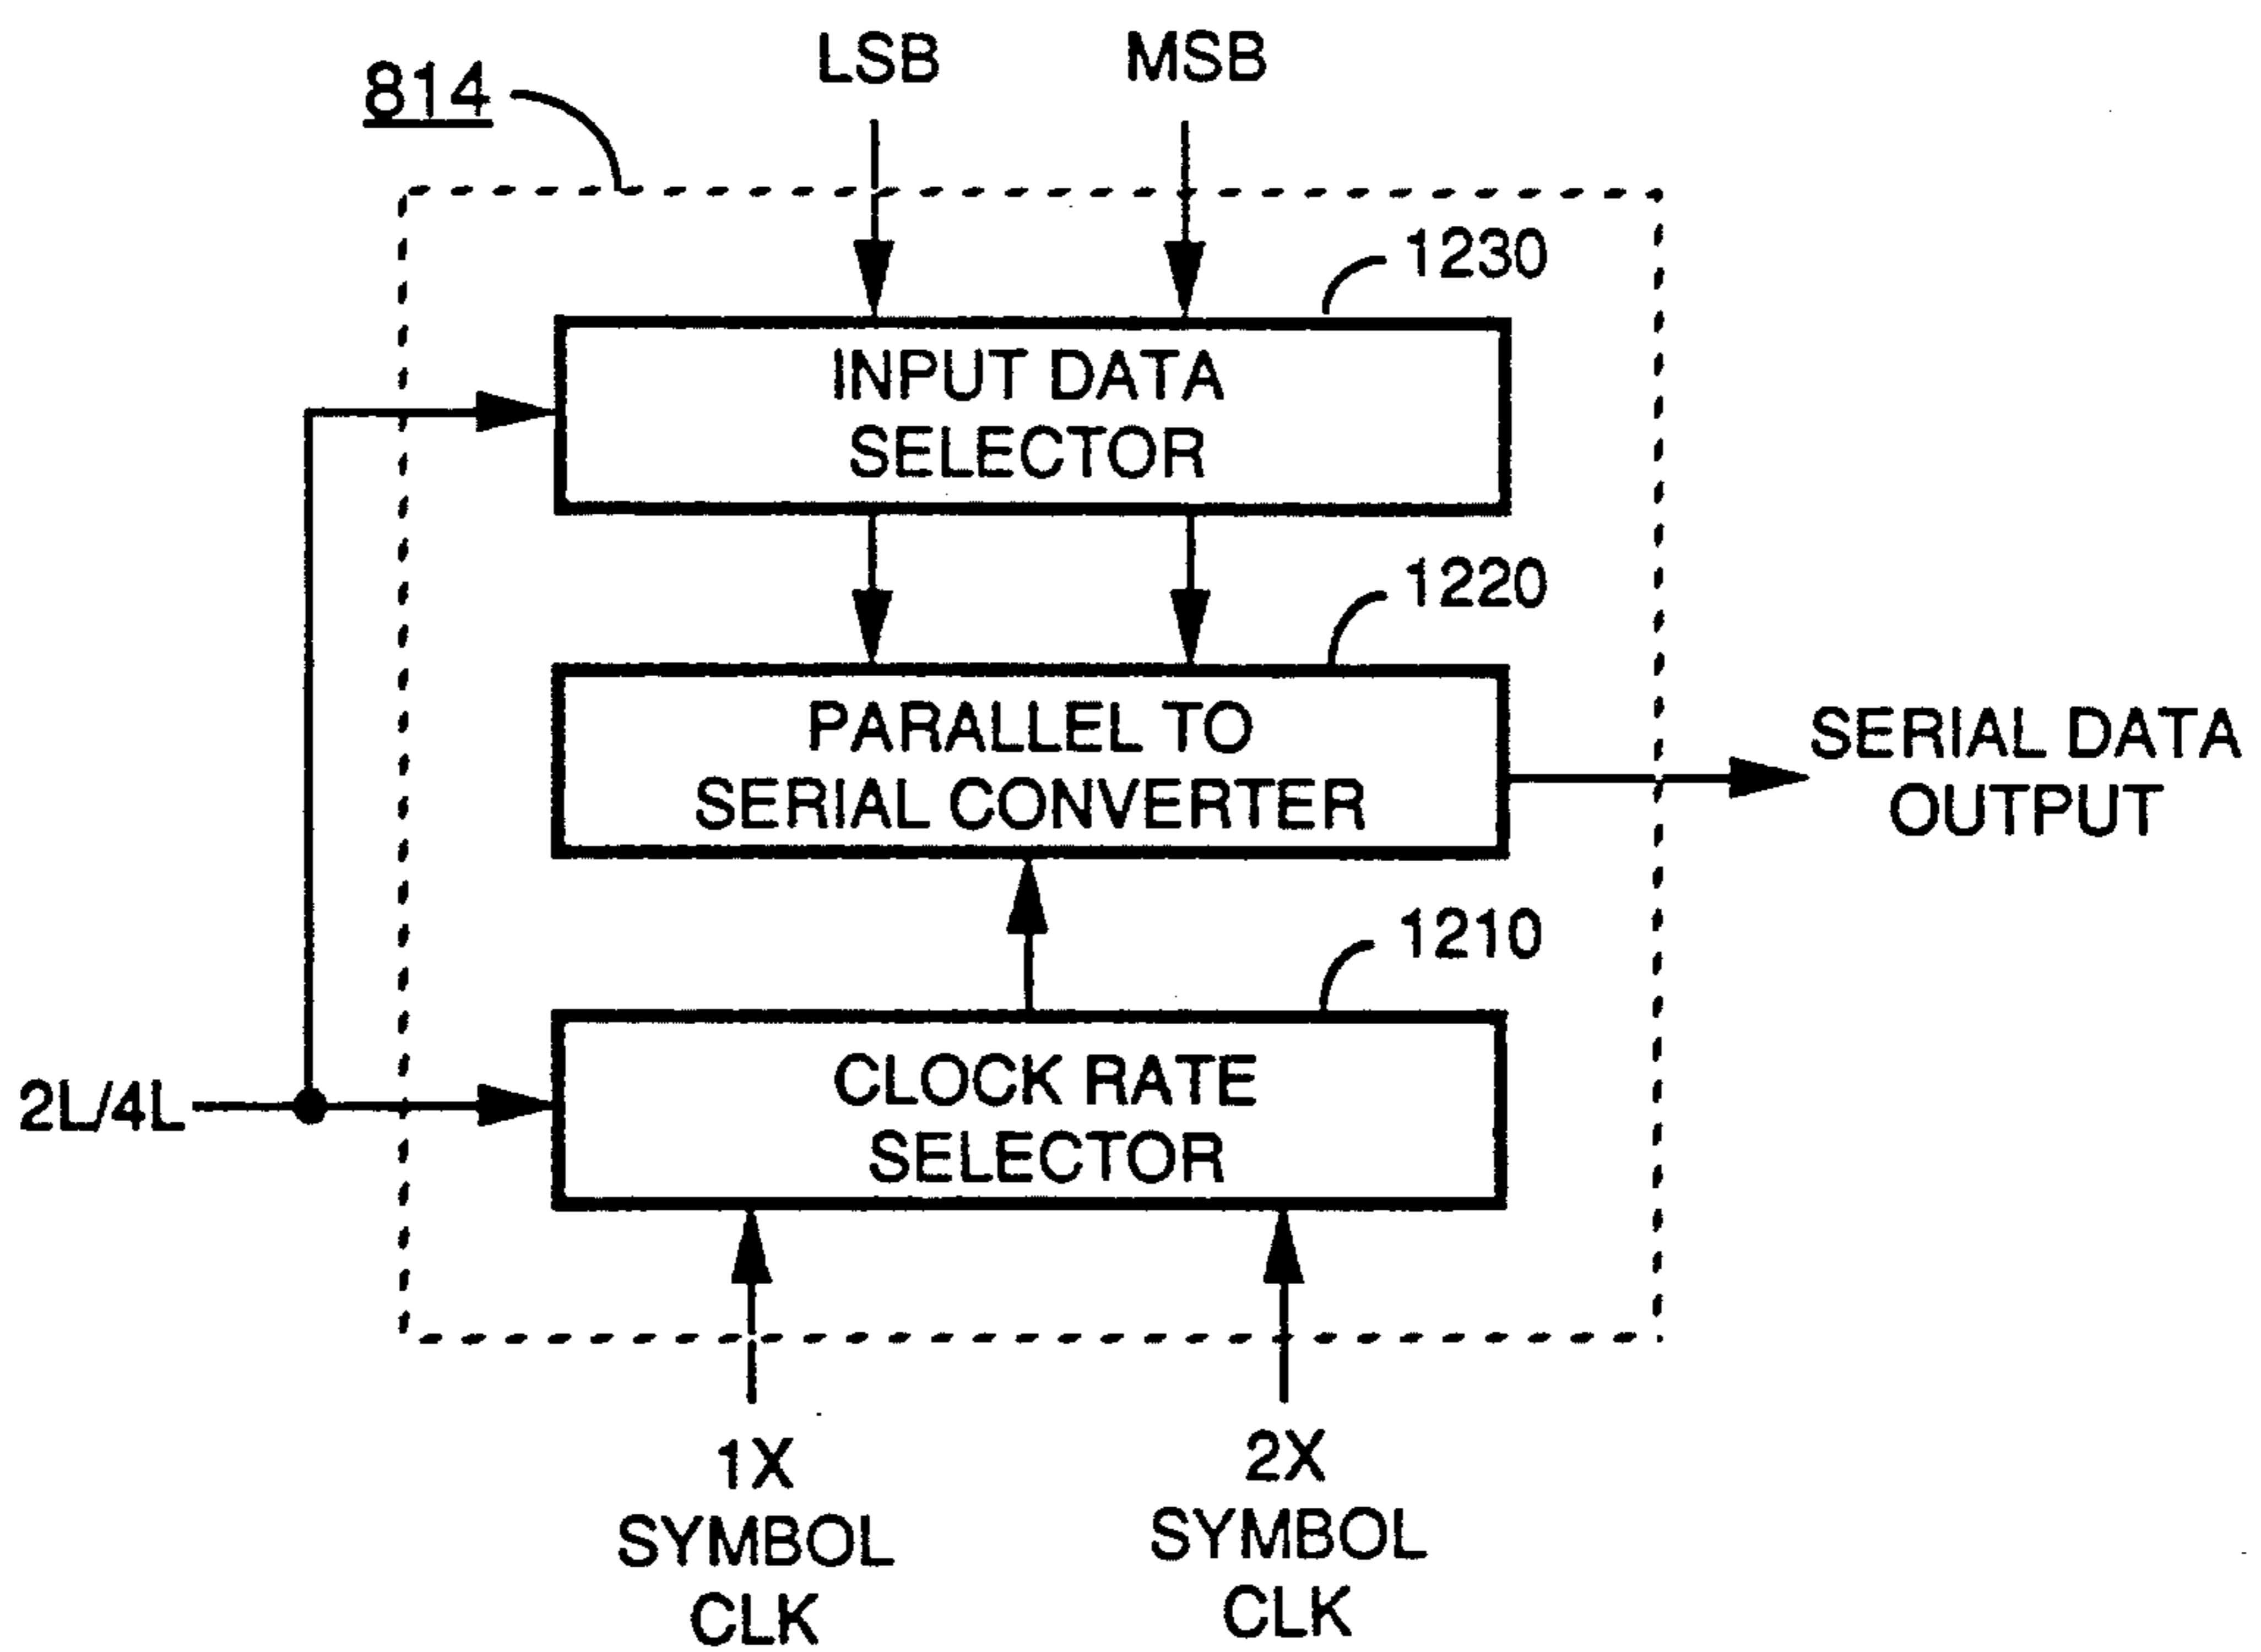 LSB
MSB
814
1230
INPUT DATA
SELECTOR
1220
PARALLEL TO
SERIAL CONVERTER
SERIAL DATA
OUTPUT
1210
CLOCK RATE
SELECTOR
2L/4L
1X
SYMBOL
CLK
2X
SYMBOL
CLK